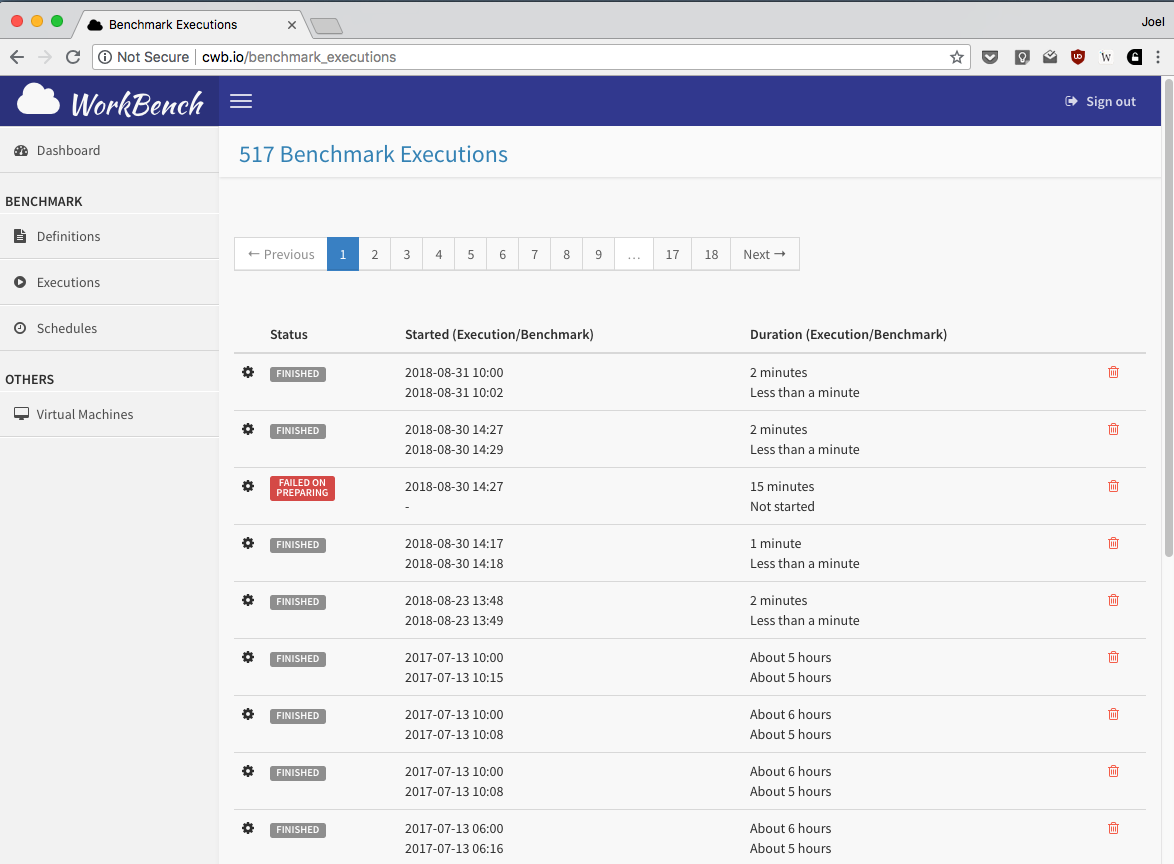 Benchmark Executions
Joel
Not Secure | cwb.io/benchmark_executions
WorkBench
Sign out
Dashboard
BENCHMARK
Definitions
Executions
Schedules
OTHERS
Virtual Machines
517 Benchmark Executions
← Previous 1 2 3 4 5 6 7 8 9 … 17 18 Next →
Status Started (Execution/Benchmark) Duration (Execution/Benchmark)
FINISHED 2018-08-31 10:00 2 minutes
2018-08-31 10:02 Less than a minute
FINISHED 2018-08-30 14:27 2 minutes
2018-08-30 14:29 Less than a minute
FAILED ON
PREPARING 2018-08-30 14:27 15 minutes
- Not started
FINISHED 2018-08-30 14:17 1 minute
2018-08-30 14:18 Less than a minute
FINISHED 2018-08-23 13:48 2 minutes
2018-08-23 13:49 Less than a minute
FINISHED 2017-07-13 10:00 About 5 hours
2017-07-13 10:15 About 5 hours
FINISHED 2017-07-13 10:00 About 6 hours
2017-07-13 10:08 About 5 hours
FINISHED 2017-07-13 10:00 About 6 hours
2017-07-13 10:08 About 5 hours
FINISHED 2017-07-13 06:00 About 6 hours
2017-07-13 06:16 About 5 hours